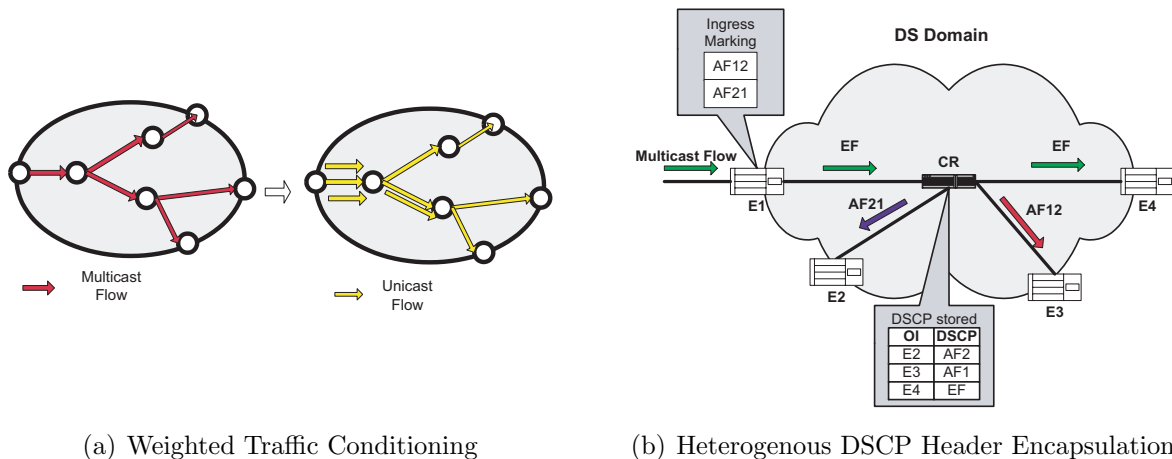 Multicast
Flow
Unicast
Flow
(a) Weighted Traffic Conditioning
Ingress
Marking
AF12
AF21
DS Domain
Multicast Flow
EF
CR
EF
E1
E4
AF21
AF12
E2
E3
DSCP stored
OI DSCP
E2 AF2
E3 AF1
E4 EF
(b) Heterogenous DSCP Header Encapsulation